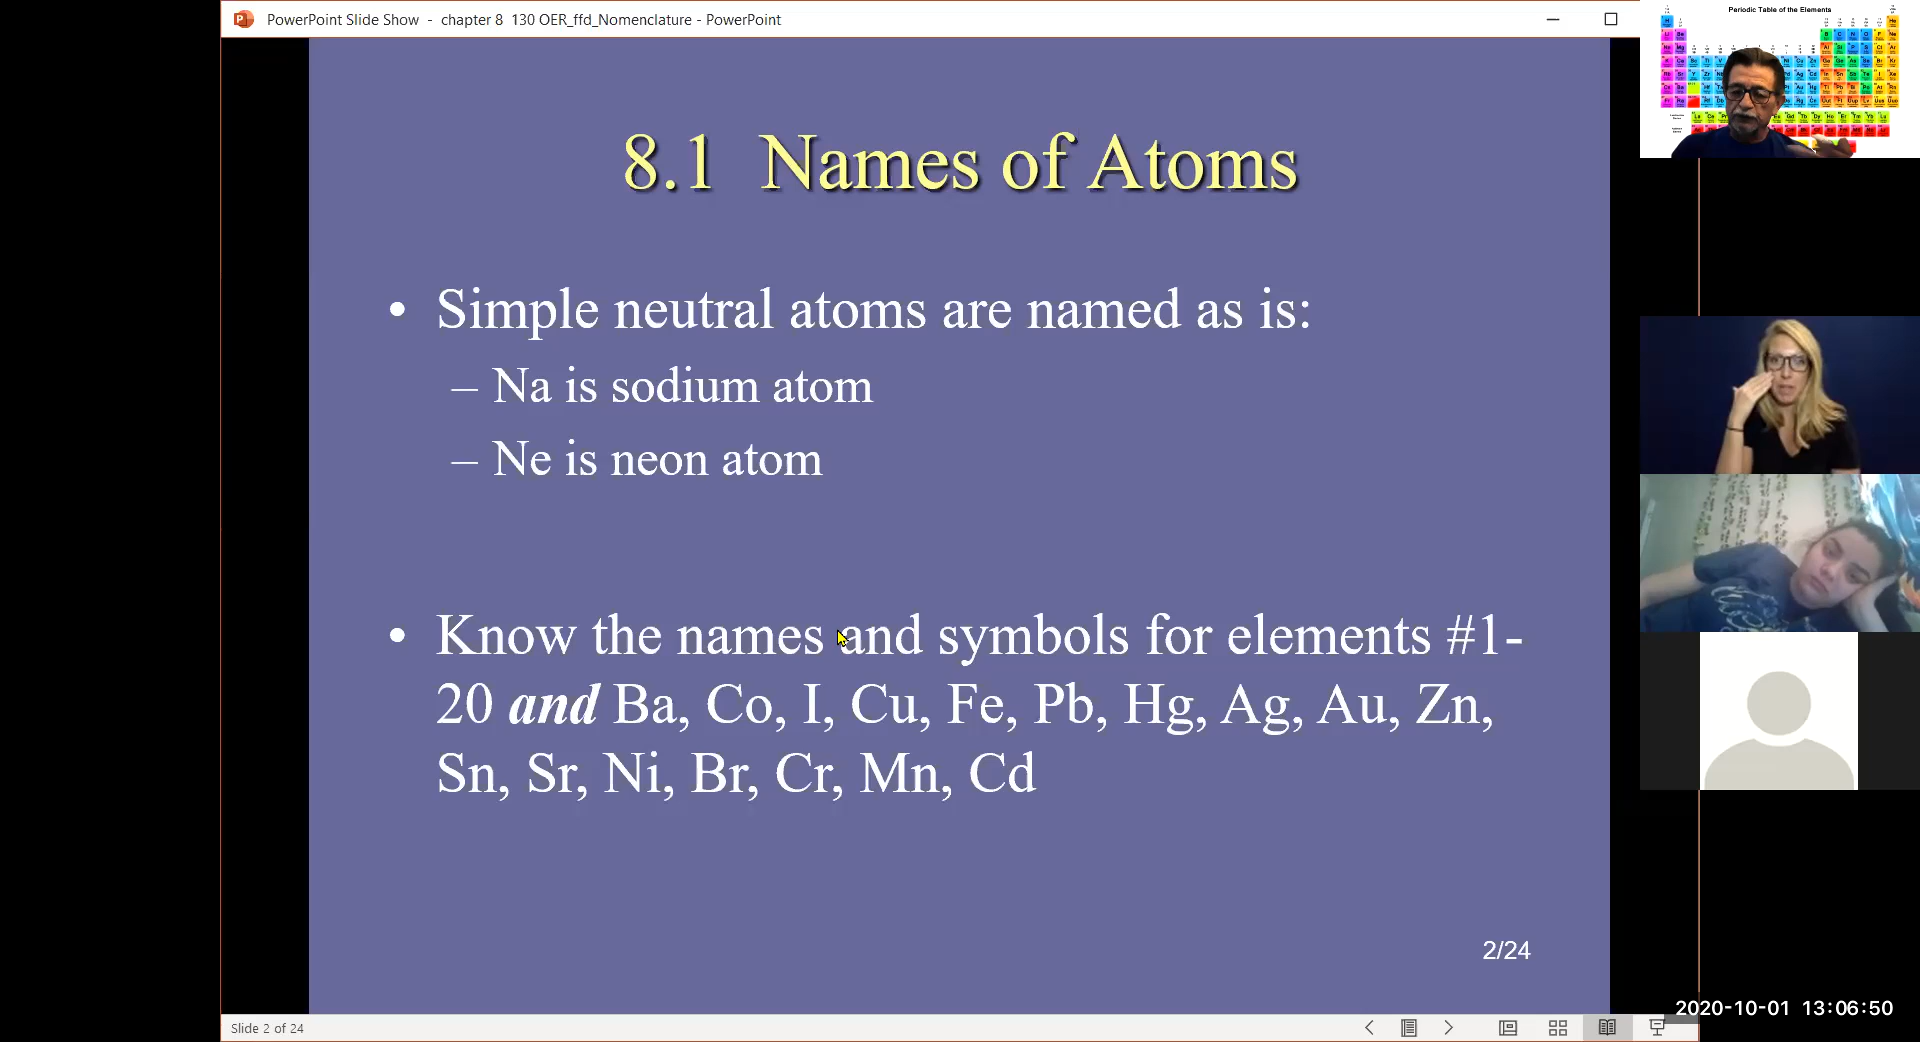 PowerPoint Slide Show - chapter 8 130 OER_ffd_Nomenclature - PowerPoint
Periodic Table of the Elements
8.1 Names of Atoms
• Simple neutral atoms are named as is:
– Na is sodium atom
– Ne is neon atom
• Know the names and symbols for elements #1-
20 and Ba, Co, I, Cu, Fe, Pb, Hg, Ag, Au, Zn,
Sn, Sr, Ni, Br, Cr, Mn, Cd
2/24
2020-10-01 13:06:50
Slide 2 of 24